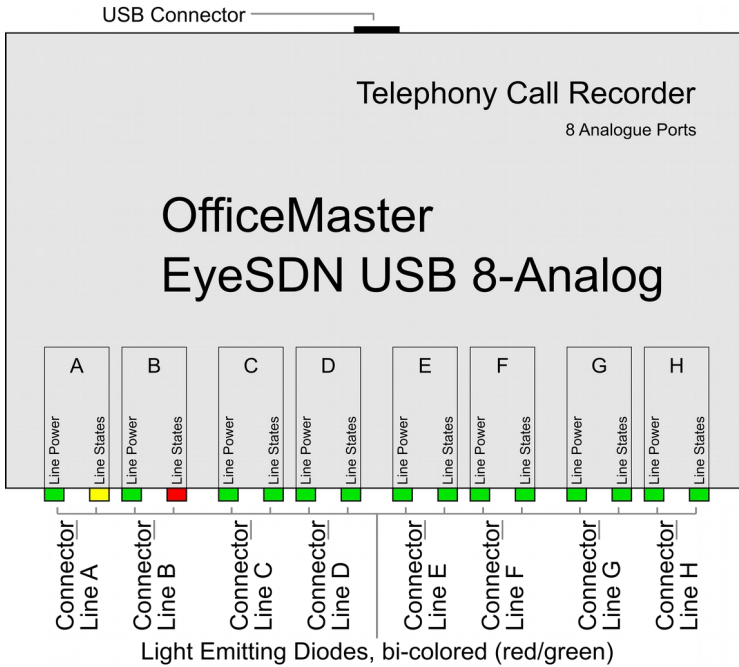 USB Connector
Telephony Call Recorder
8 Analogue Ports
OfficeMaster
EyeSDN USB 8-Analog
A
Line Power
Line States
B
Line Power
Line States
C
Line Power
Line States
D
Line Power
Line States
E
Line Power
Line States
F
Line Power
Line States
G
Line Power
Line States
H
Line Power
Line States
Connector
Line A
Connector
Line B
Connector
Line C
Connector
Line D
Connector
Line E
Connector
Line F
Connector
Line G
Connector
Line H
Light Emitting Diodes, bi-colored (red/green)